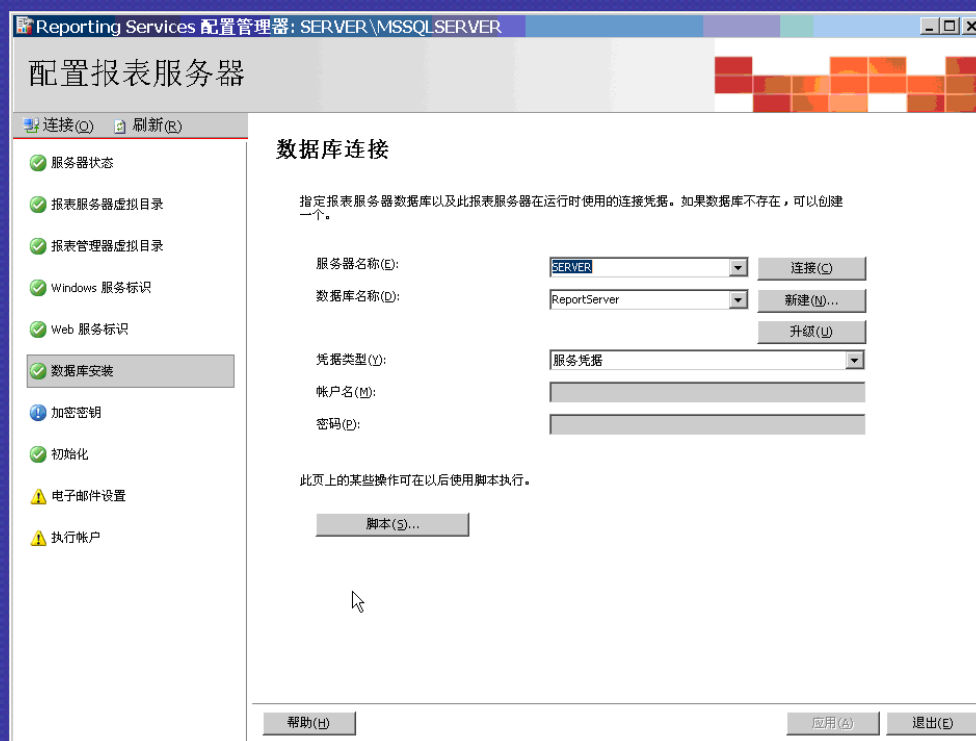 Reporting Services 配置管理器: SERVER\MSSQLSERVER
配置报表服务器
连接(O) 刷新(R)
服务器状态
报表服务器虚拟目录
报表管理器虚拟目录
Windows 服务标识
Web 服务标识
数据库安装
加密密钥
初始化
电子邮件设置
执行帐户
数据库连接
指定报表服务器数据库以及此报表服务器在运行时使用的连接凭据。如果数据库不存在，可以创建
一个。
服务器名称(E): SERVER 连接(C)
数据库名称(D): ReportServer 新建(N)...
升级(U)
凭据类型(Y): 服务凭据
帐户名(M):
密码(P):
此页上的某些操作可在以后使用脚本执行。
脚本(S)...
帮助(H) 应用(A) 退出(E)